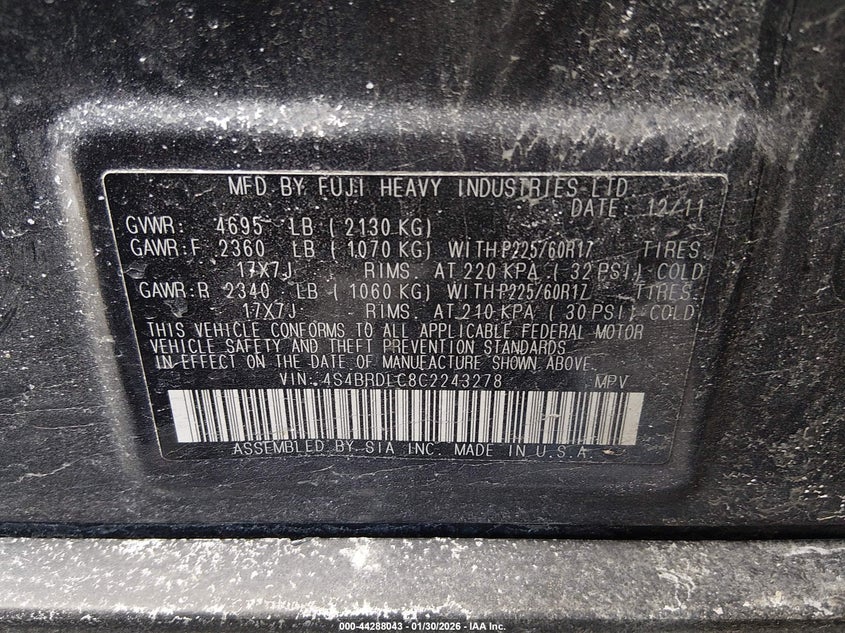 MFD BY FUJI HEAVY INDUSTRIES LTD.
DATE: 12/11
GVWR: 4695 LB ( 2130 KG)
GAWR:F 2360 LB ( 1070 KG) WITH P225/60R17 TIRES
17X7J RIMS. AT 220 KPA ( 32 PSI) COLD
GAWR:R 2340 LB ( 1060 KG) WITH P225/60R17 TIRES
17X7J RIMS. AT 210 KPA ( 30 PSI) COLD
THIS VEHICLE CONFORMS TO ALL APPLICABLE FEDERAL MOTOR
VEHICLE SAFETY AND THEFT PREVENTION STANDARDS
IN EFFECT ON THE DATE OF MANUFACTURE SHOWN ABOVE.
VIN: 4S4BRDLC8C2243278 MPV
ASSEMBLED BY SIA INC. MADE IN U.S.A.
000-44288043 - 01/30/2026 - IAA Inc.